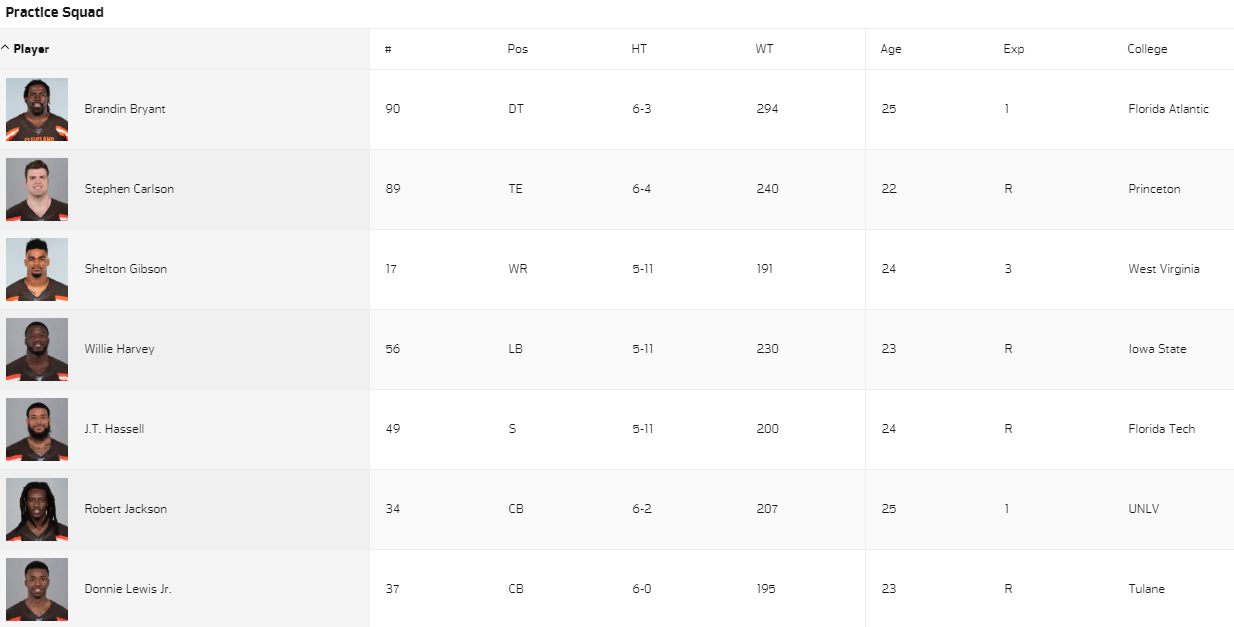 Practice Squad
Player # Pos HT WT Age Exp College
Brandin Bryant 90 DT 6-3 294 25 1 Florida Atlantic
Stephen Carlson 89 TE 6-4 240 22 R Princeton
Shelton Gibson 17 WR 5-11 191 24 3 West Virginia
Willie Harvey 56 LB 5-11 230 23 R Iowa State
J.T. Hassell 49 S 5-11 200 24 R Florida Tech
Robert Jackson 34 CB 6-2 207 25 1 UNLV
Donnie Lewis Jr. 37 CB 6-0 195 23 R Tulane